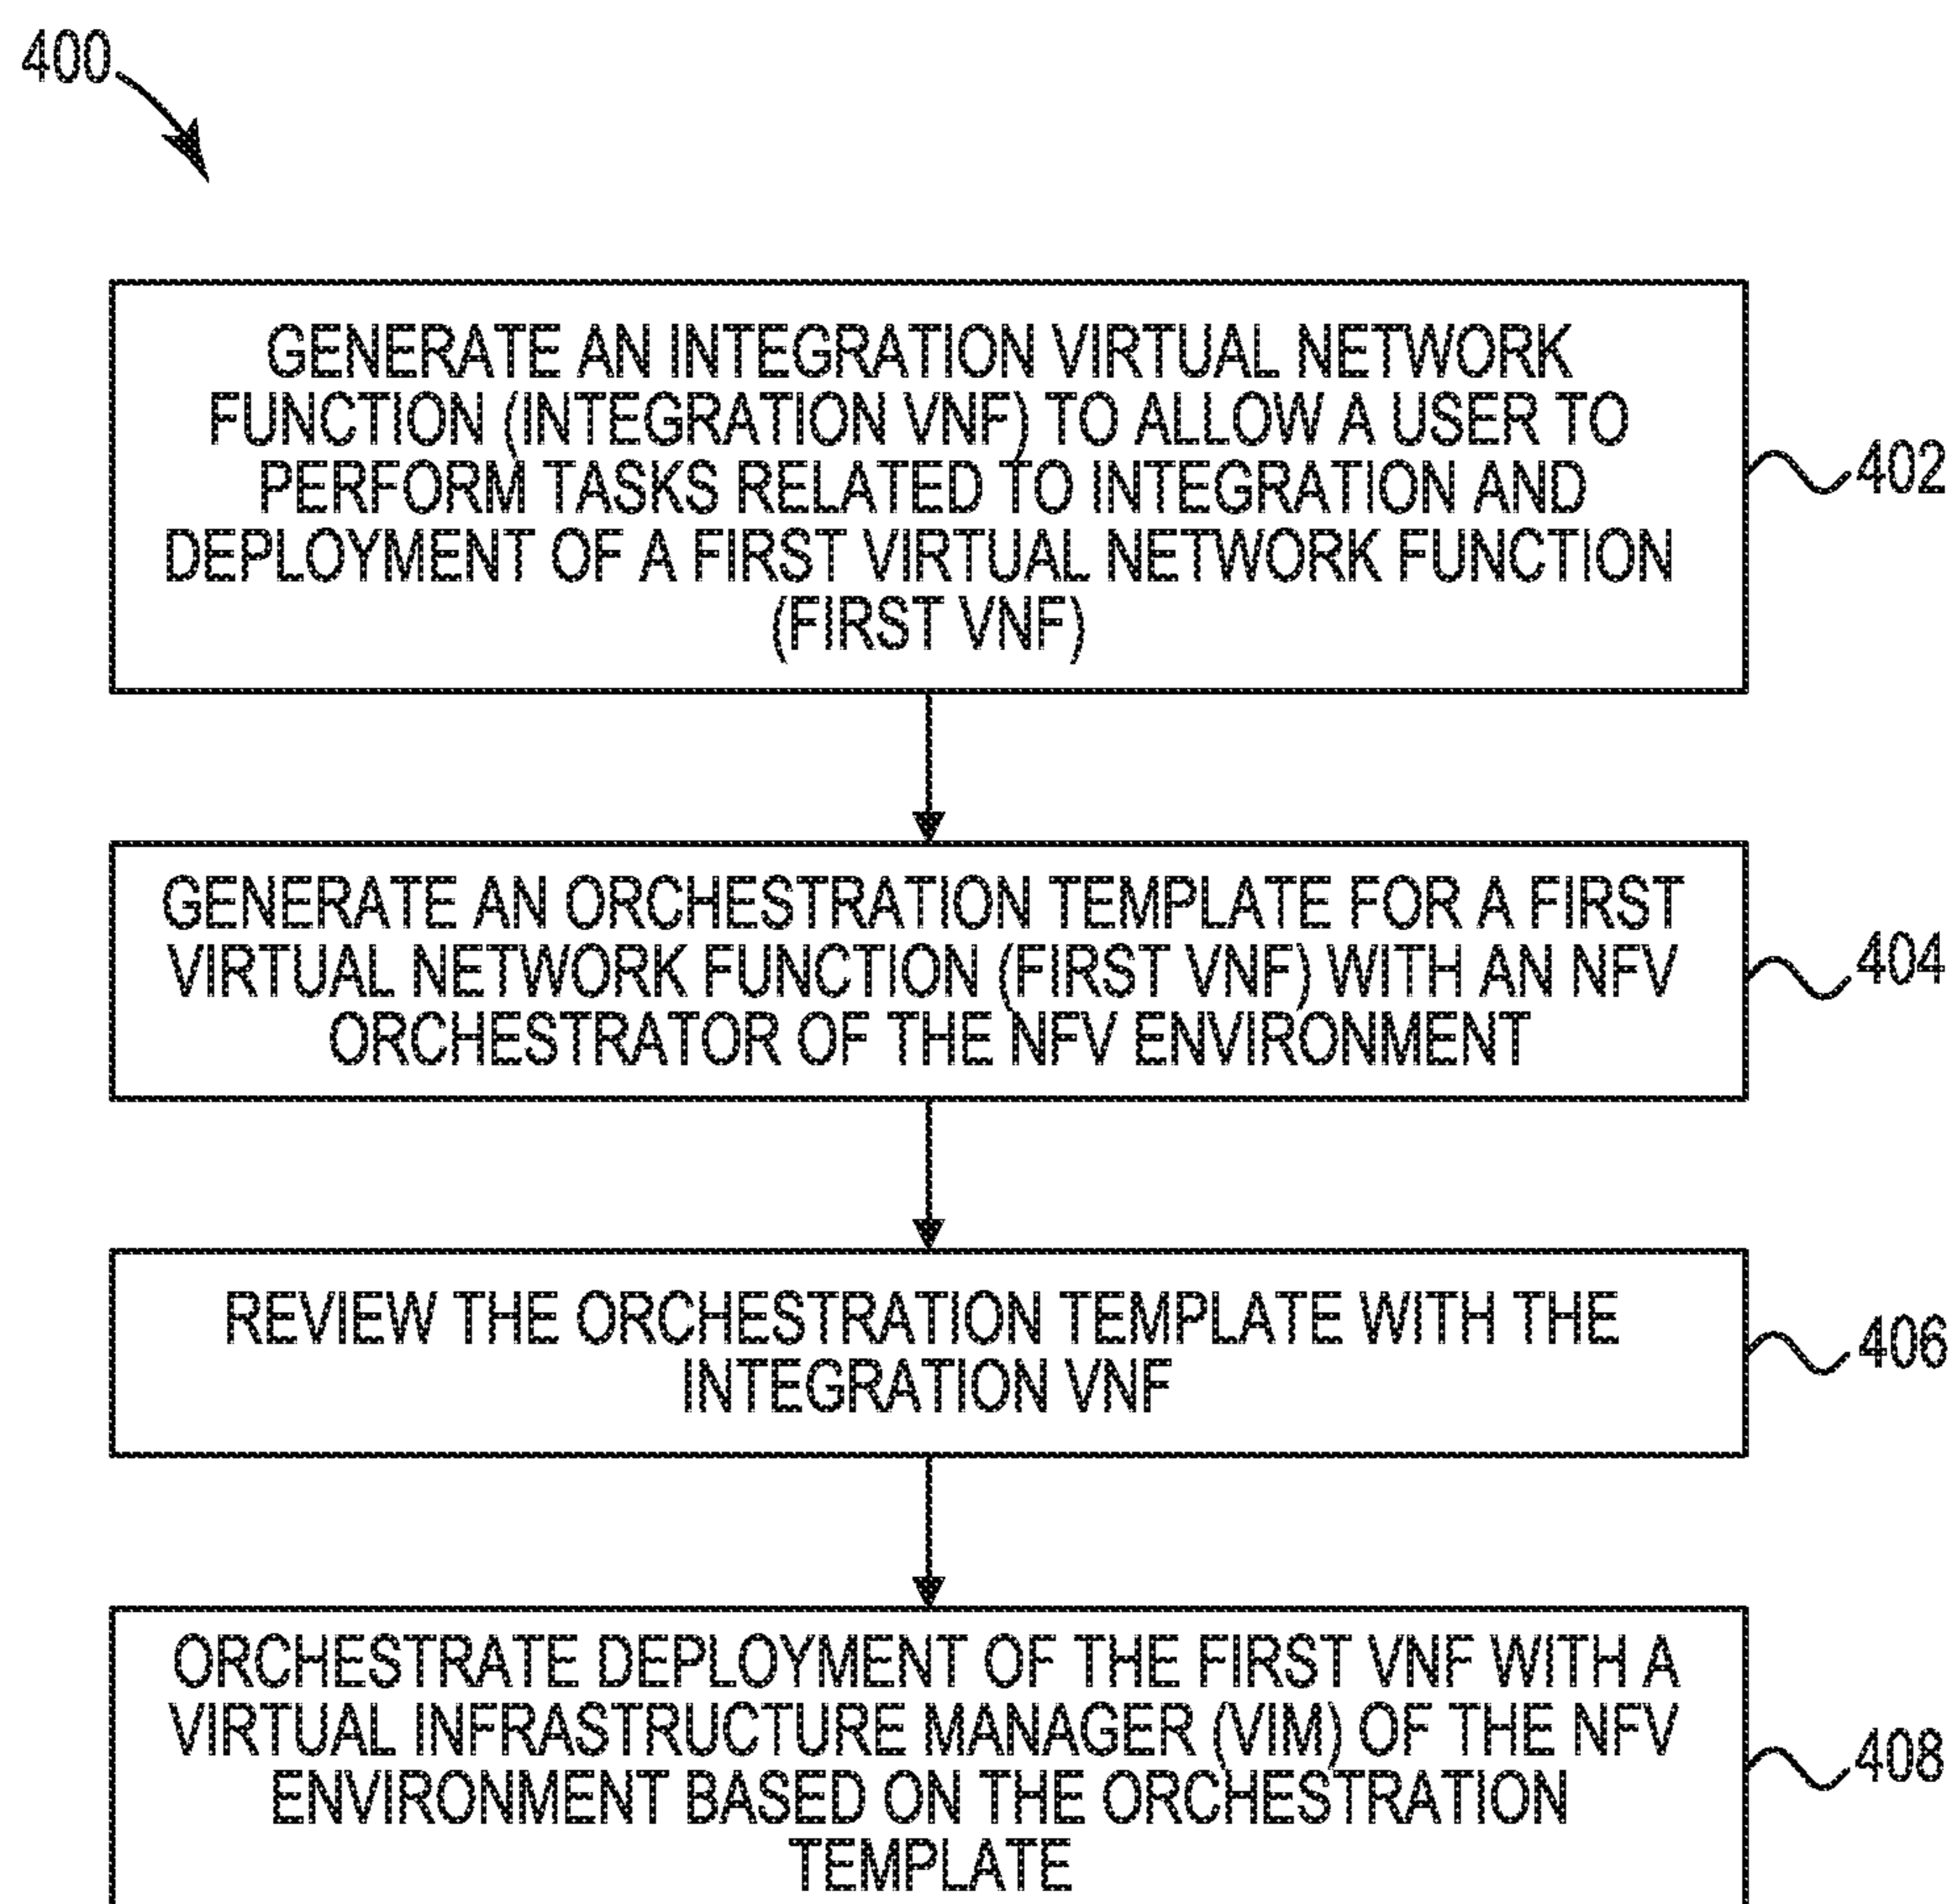 400
GENERATE AN INTEGRATION VIRTUAL NETWORK
FUNCTION (INTEGRATION VNF) TO ALLOW A USER TO
PERFORM TASKS RELATED TO INTEGRATION AND
DEPLOYMENT OF A FIRST VIRTUAL NETWORK FUNCTION
(FIRST VNF)
402
GENERATE AN ORCHESTRATION TEMPLATE FOR A FIRST
VIRTUAL NETWORK FUNCTION (FIRST VNF) WITH AN NFV
ORCHESTRATOR OF THE NFV ENVIRONMENT
404
REVIEW THE ORCHESTRATION TEMPLATE WITH THE
INTEGRATION VNF
406
ORCHESTRATE DEPLOYMENT OF THE FIRST VNF WITH A
VIRTUAL INFRASTRUCTURE MANAGER (VIM) OF THE NFV
ENVIRONMENT BASED ON THE ORCHESTRATION
TEMPLATE
408